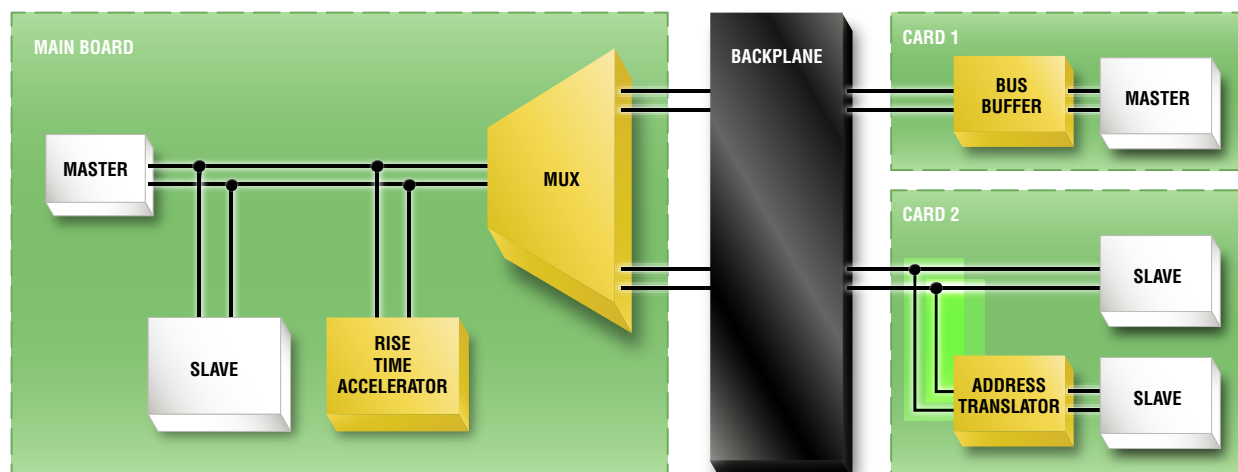 MAIN BOARD
MASTER
SLAVE
RISE
TIME
ACCELERATOR
MUX
BACKPLANE
CARD 1
BUS
BUFFER
MASTER
CARD 2
SLAVE
ADDRESS
TRANSLATOR
SLAVE